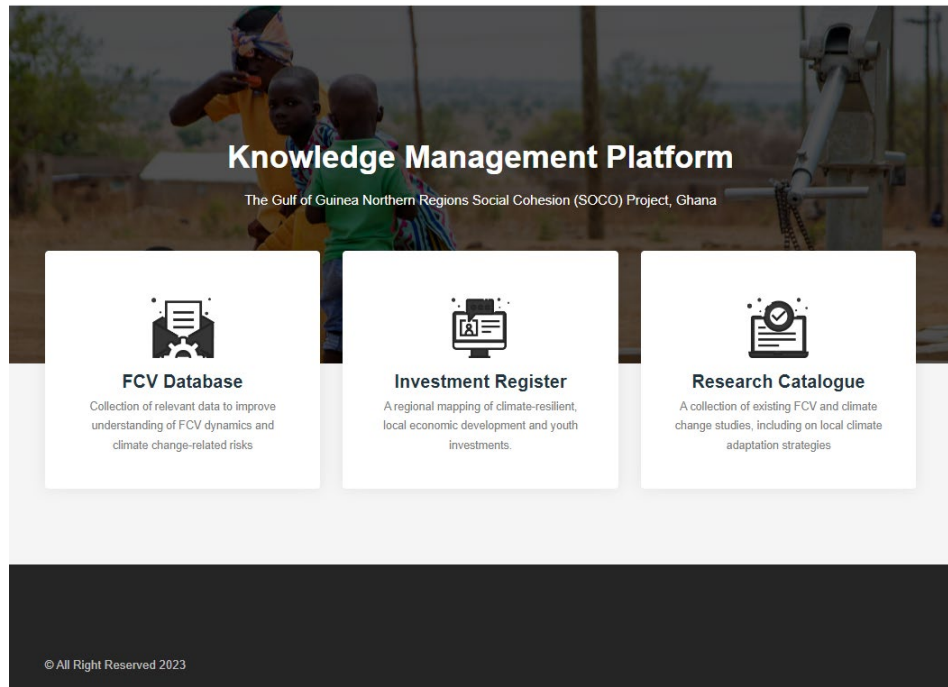 Knowledge Management Platform
The Gulf of Guinea Northern Regions Social Cohesion (SOCO) Project, Ghana
FCV Database
Collection of relevant data to improve
understanding of FCV dynamics and
climate change-related risks
Investment Register
A regional mapping of climate-resilient,
local economic development and youth
investments.
Research Catalogue
A collection of existing FCV and climate
change studies, including on local climate
adaptation strategies
© All Right Reserved 2023